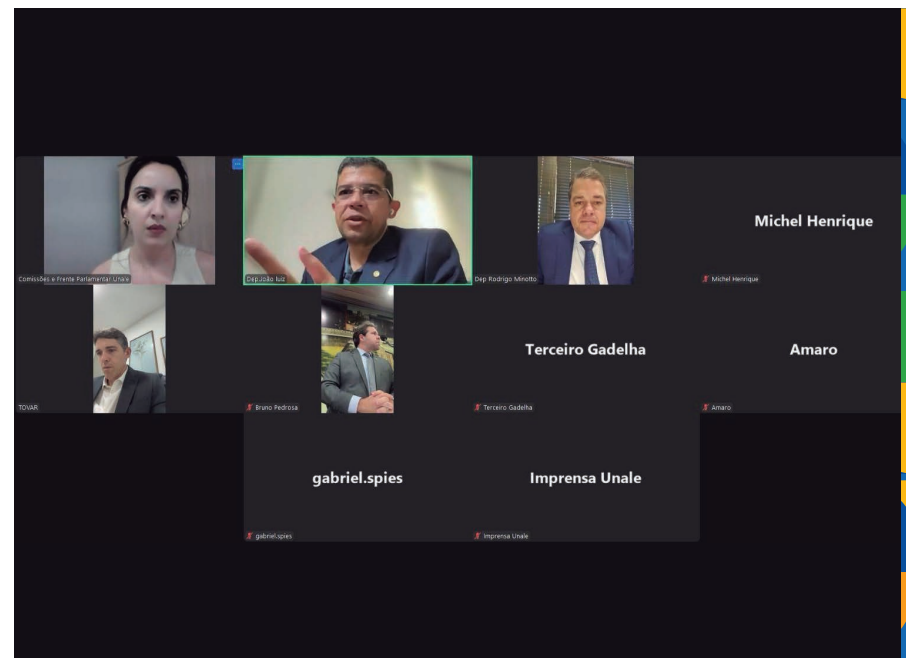 Comissões e Frente Parlamentar Unale
Dep.João luiz
Dep Rodrigo Minotto
Michel Henrique
Michel Henrique
TOVAR
Bruno Pedrosa
Terceiro Gadelha
Terceiro Gadelha
Amaro
Amaro
gabriel.spies
gabriel.spies
Imprensa Unale
Imprensa Unale